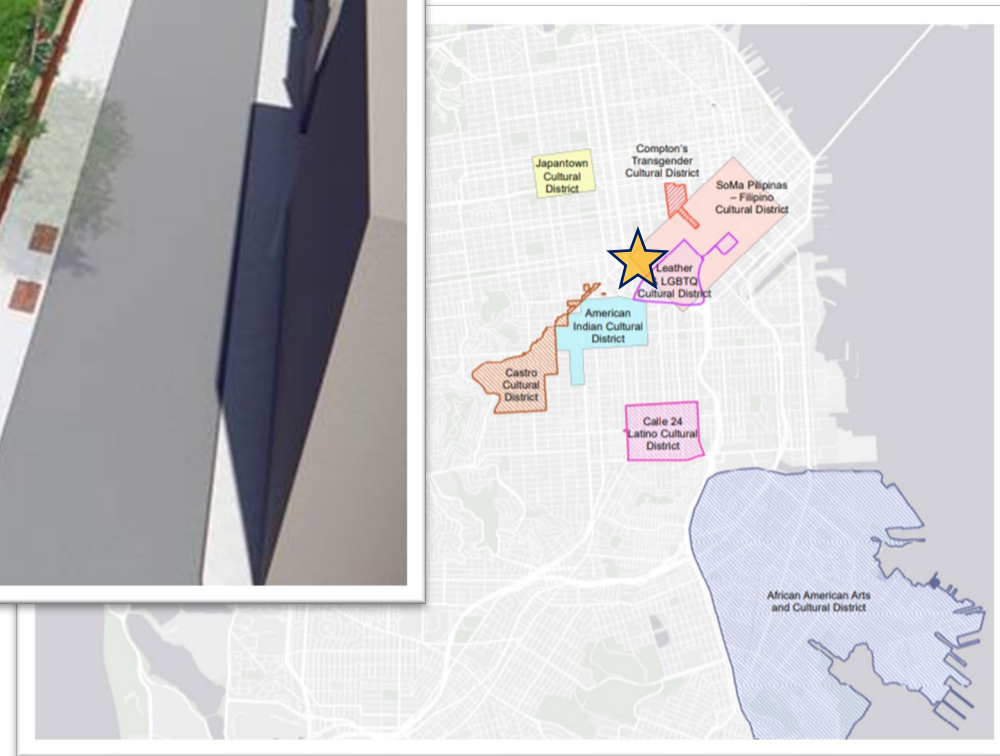 Japantown
Cultural
District
Compton's
Transgender
Cultural District
SoMa Pilipinas
– Filipino
Cultural District
Leather
LGBTQ
Cultural District
American
Indian Cultural
District
Castro
Cultural
District
Calle 24
Latino Cultural
District
African American Arts
and Cultural District